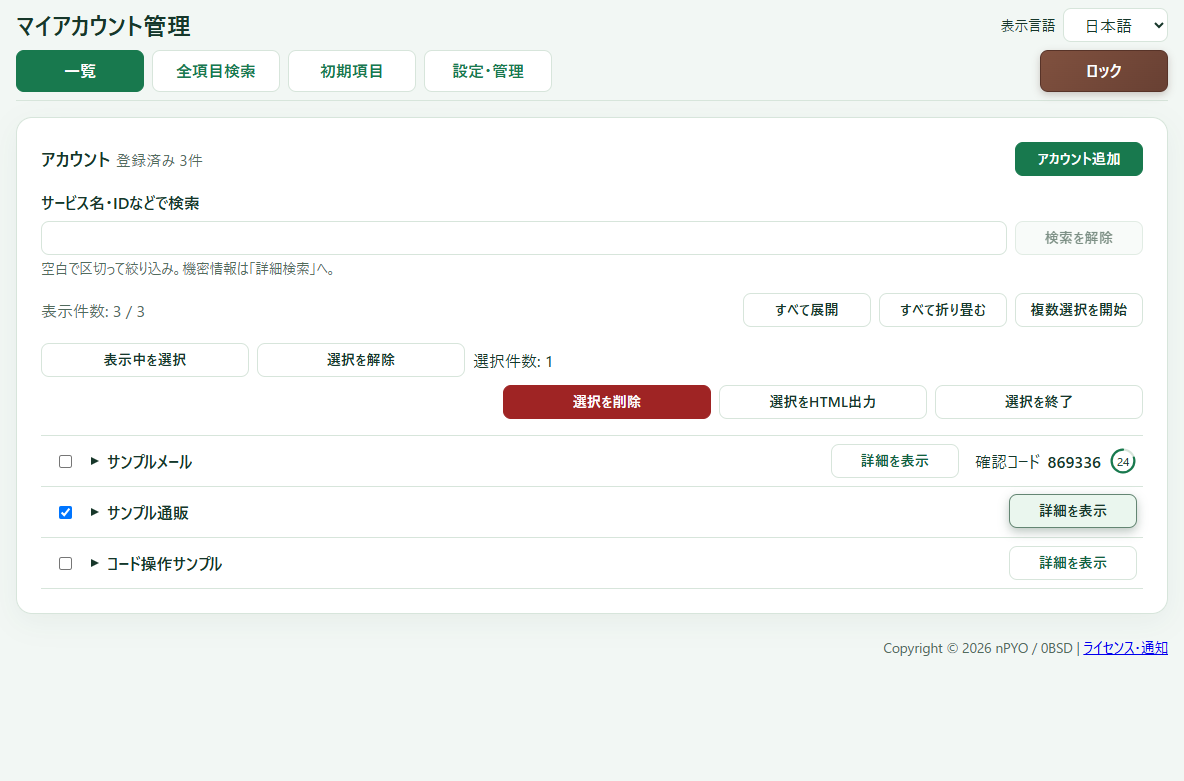 マイアカウント管理
表示言語 日本語
一覧 全項目検索 初期項目 設定・管理 ロック
アカウント 登録済み 3件 アカウント追加
サービス名・IDなどで検索
検索を解除
空白で区切って絞り込み。機密情報は「詳細検索」へ。
表示件数: 3 / 3 すべて展開 すべて折り畳む 複数選択を開始
表示中を選択 選択を解除 選択件数: 1
選択を削除 選択をHTML出力 選択を終了
サンプルメール 詳細を表示 確認コード 869336 24
サンプル通販 詳細を表示
コード操作サンプル 詳細を表示
Copyright © 2026 nPYO / 0BSD | ライセンス・通知